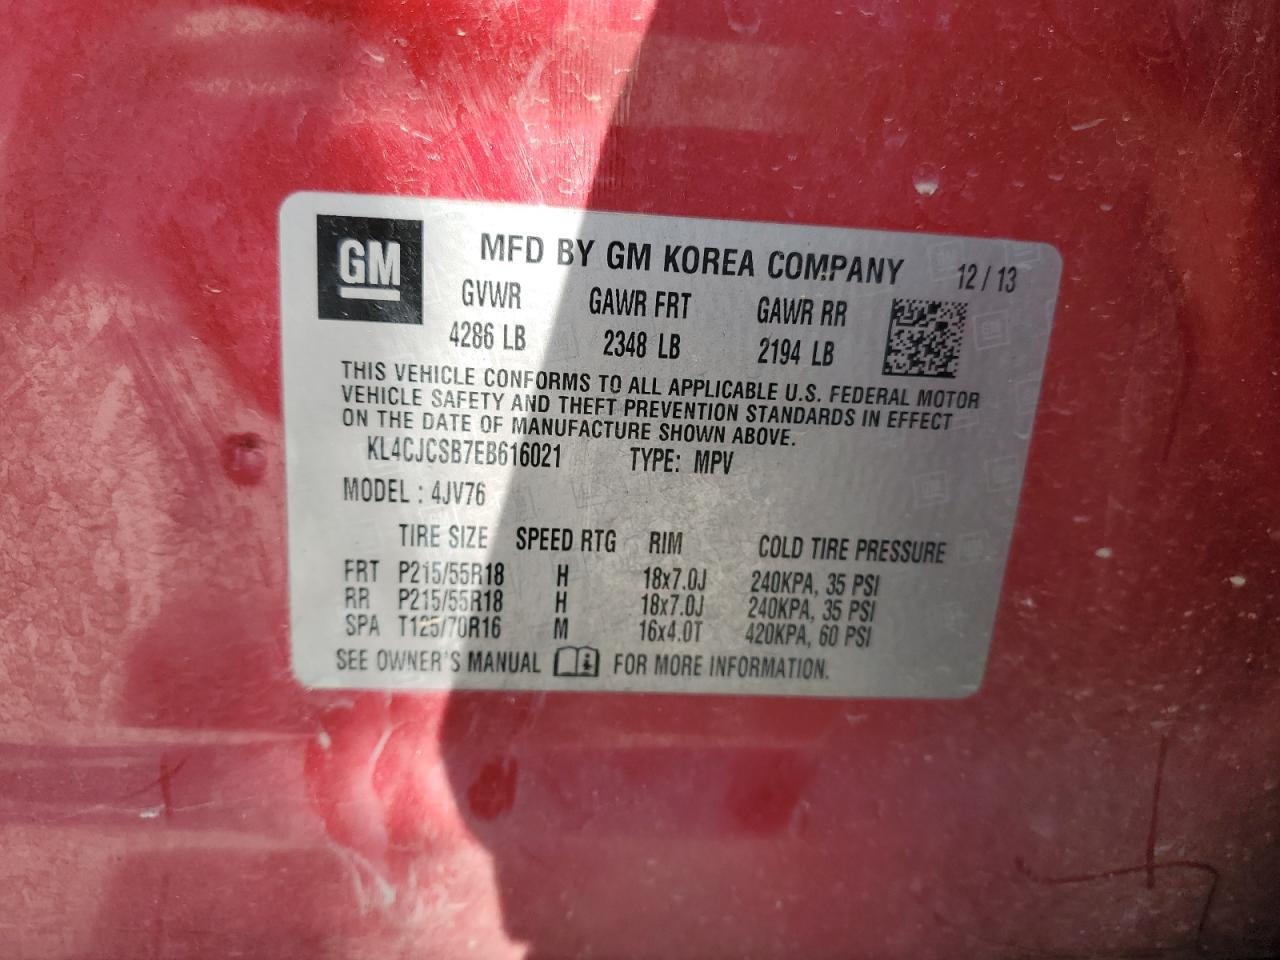 GM
MFD BY GM KOREA COMPANY 12 / 13
GVWR GAWR FRT GAWR RR
4286 LB 2348 LB 2194 LB
THIS VEHICLE CONFORMS TO ALL APPLICABLE U.S. FEDERAL MOTOR
VEHICLE SAFETY AND THEFT PREVENTION STANDARDS IN EFFECT
ON THE DATE OF MANUFACTURE SHOWN ABOVE.
KL4CJCSB7EB616021 TYPE: MPV
MODEL : 4JV76
TIRE SIZE SPEED RTG RIM COLD TIRE PRESSURE
FRT P215/55R18 H 18x7.0J 240KPA, 35 PSI
RR P215/55R18 H 18x7.0J 240KPA, 35 PSI
SPA T125/70R16 M 16x4.0T 420KPA, 60 PSI
SEE OWNER'S MANUAL FOR MORE INFORMATION.